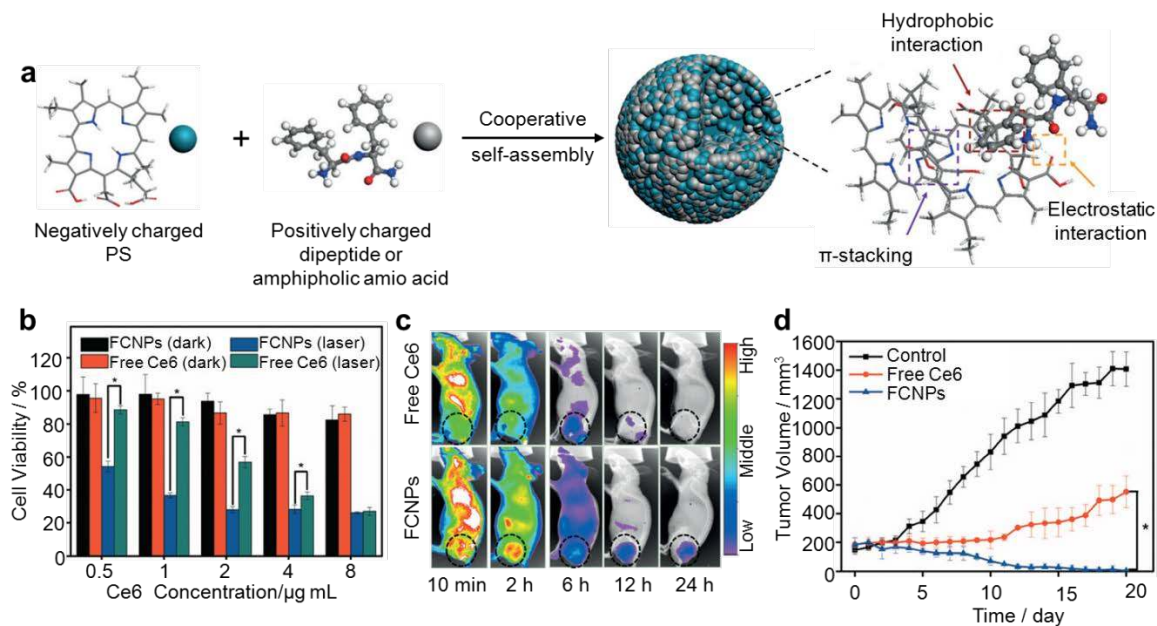 a
Negatively charged
PS
+
Positively charged
dipeptide or
amphipholic amio acid
Cooperative
self-assembly
Hydrophobic
interaction
Electrostatic
interaction
π-stacking
b
FCNPs (dark)
FCNPs (laser)
Free Ce6 (dark)
Free Ce6 (laser)
Cell Viability / %
120
100
80
60
40
20
0
* * * *
0.5 1 2 4 8
Ce6 Concentration/µg mL
c
Free Ce6
FCNPs
10 min 2 h 6 h 12 h 24 h
High
Middle
Low
d
Control
Free Ce6
FCNPs
Tumor Volume / mm³
1600
1400
1200
1000
800
600
400
200
0
*
0 5 10 15 20
Time / day